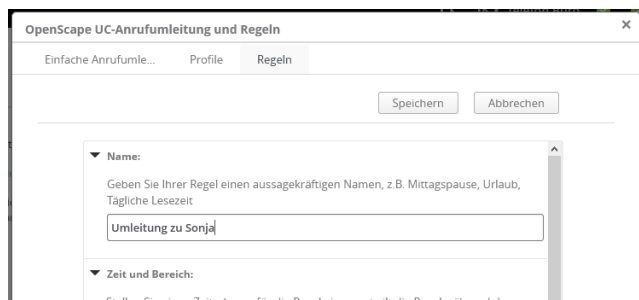 OpenScape UC-Anrufumleitung und Regeln
Einfache Anrufumle... Profile Regeln
Speichern Abbrechen
Name:
Geben Sie Ihrer Regel einen aussagekräftigen Namen, z.B. Mittagspause, Urlaub,
Tägliche Lesezeit
Umleitung zu Sonja
Zeit und Bereich: